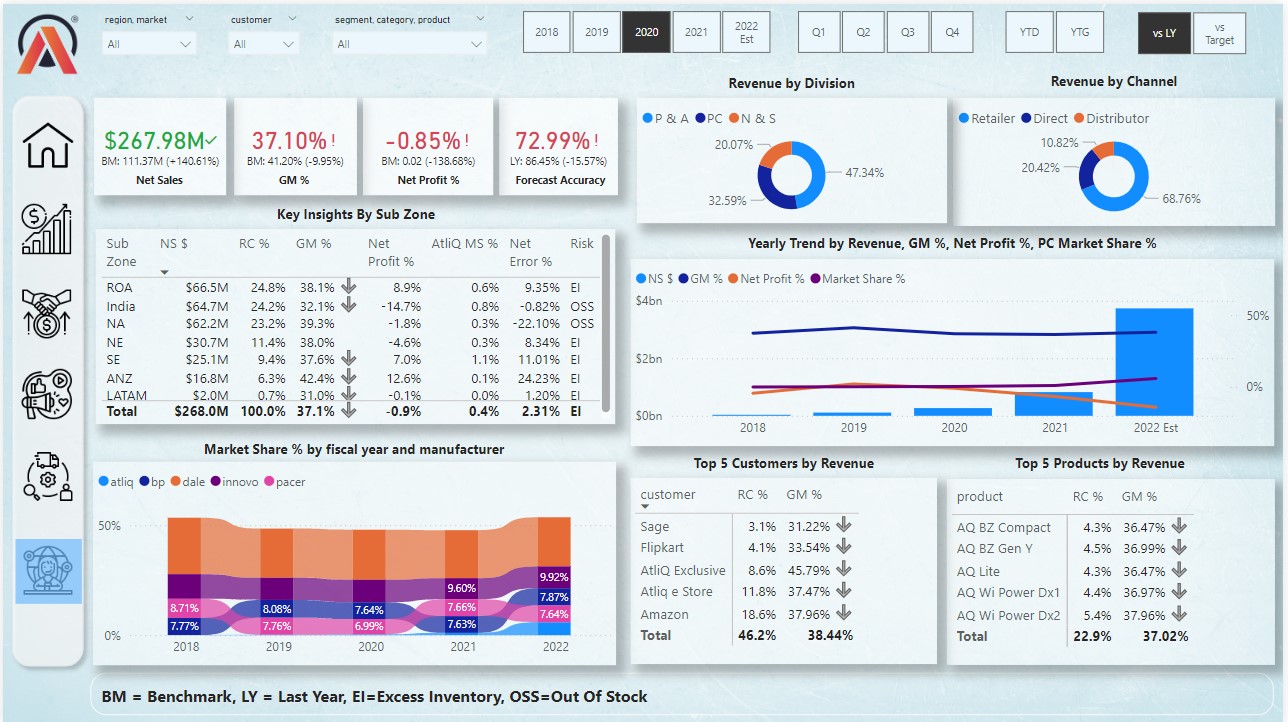 region, market
customer
segment, category, product
All
All
All
2018
2019
2020
2021
2022 Est
Q1
Q2
Q3
Q4
YTD
YTG
vs LY
vs Target
$267.98M
BM: 111.37M (+140.61%)
Net Sales
37.10%!
BM: 41.20% (-9.95%)
GM %
-0.85%!
BM: 0.02 (-138.68%)
Net Profit %
72.99%!
LY: 86.45% (-15.57%)
Forecast Accuracy
Revenue by Division
P & A PC N & S
20.07%
47.34%
32.59%
Revenue by Channel
Retailer Direct Distributor
10.82%
20.42%
68.76%
Key Insights By Sub Zone
Sub Zone NS $ RC % GM % Net Profit % AtliQ MS % Net Error % Risk
ROA $66.5M 24.8% 38.1% 8.9% 0.6% 9.35% EI
India $64.7M 24.2% 32.1% -14.7% 0.8% -0.82% OSS
NA $62.2M 23.2% 39.3% -1.8% 0.3% -22.10% OSS
NE $30.7M 11.4% 38.0% -4.6% 0.3% 8.34% EI
SE $25.1M 9.4% 37.6% 7.0% 1.1% 11.01% EI
ANZ $16.8M 6.3% 42.4% 12.6% 0.1% 24.23% EI
LATAM $2.0M 0.7% 31.0% -0.1% 0.0% 1.20% EI
Total $268.0M 100.0% 37.1% -0.9% 0.4% 2.31% EI
Yearly Trend by Revenue, GM %, Net Profit %, PC Market Share %
NS $ GM % Net Profit % Market Share %
$4bn
$2bn
$0bn
50%
0%
2018 2019 2020 2021 2022 Est
Market Share % by fiscal year and manufacturer
atliq bp dale innovo pacer
50%
0%
8.71%
7.77%
8.08%
7.76%
7.64%
6.99%
9.60%
7.66%
7.63%
9.92%
7.87%
7.64%
2018 2019 2020 2021 2022
Top 5 Customers by Revenue
customer RC % GM %
Sage 3.1% 31.22%
Flipkart 4.1% 33.54%
AtliQ Exclusive 8.6% 45.79%
AtliQ e Store 11.8% 37.47%
Amazon 18.6% 37.96%
Total 46.2% 38.44%
Top 5 Products by Revenue
product RC % GM %
AQ BZ Compact 4.3% 36.47%
AQ BZ Gen Y 4.5% 36.99%
AQ Lite 4.3% 36.47%
AQ Wi Power Dx1 4.4% 36.97%
AQ Wi Power Dx2 5.4% 37.96%
Total 22.9% 37.02%
BM = Benchmark, LY = Last Year, EI=Excess Inventory, OSS=Out Of Stock